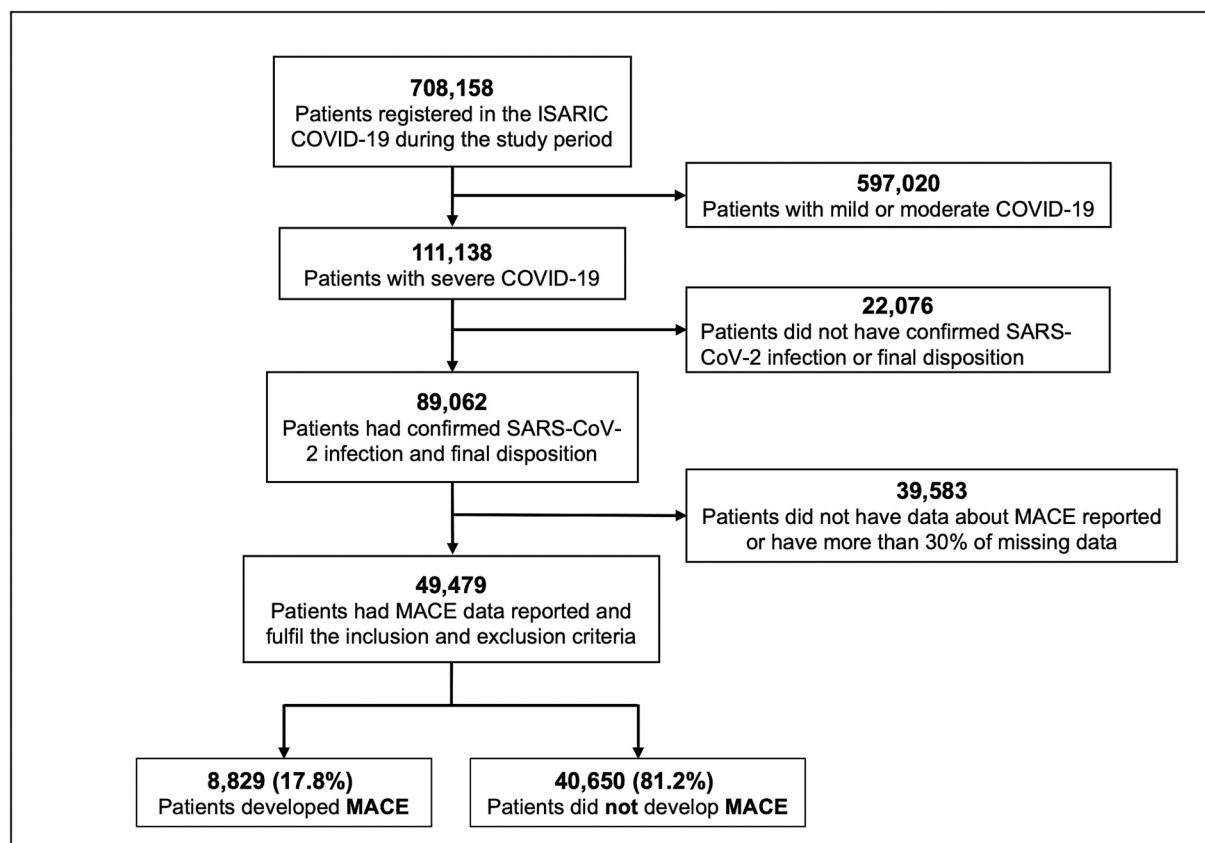 708,158
Patients registered in the ISARIC
COVID-19 during the study period
597,020
Patients with mild or moderate COVID-19
111,138
Patients with severe COVID-19
22,076
Patients did not have confirmed SARS-
CoV-2 infection or final disposition
89,062
Patients had confirmed SARS-CoV-
2 infection and final disposition
39,583
Patients did not have data about MACE reported
or have more than 30% of missing data
49,479
Patients had MACE data reported and
fulfil the inclusion and exclusion criteria
8,829 (17.8%)
Patients developed MACE
40,650 (81.2%)
Patients did not develop MACE